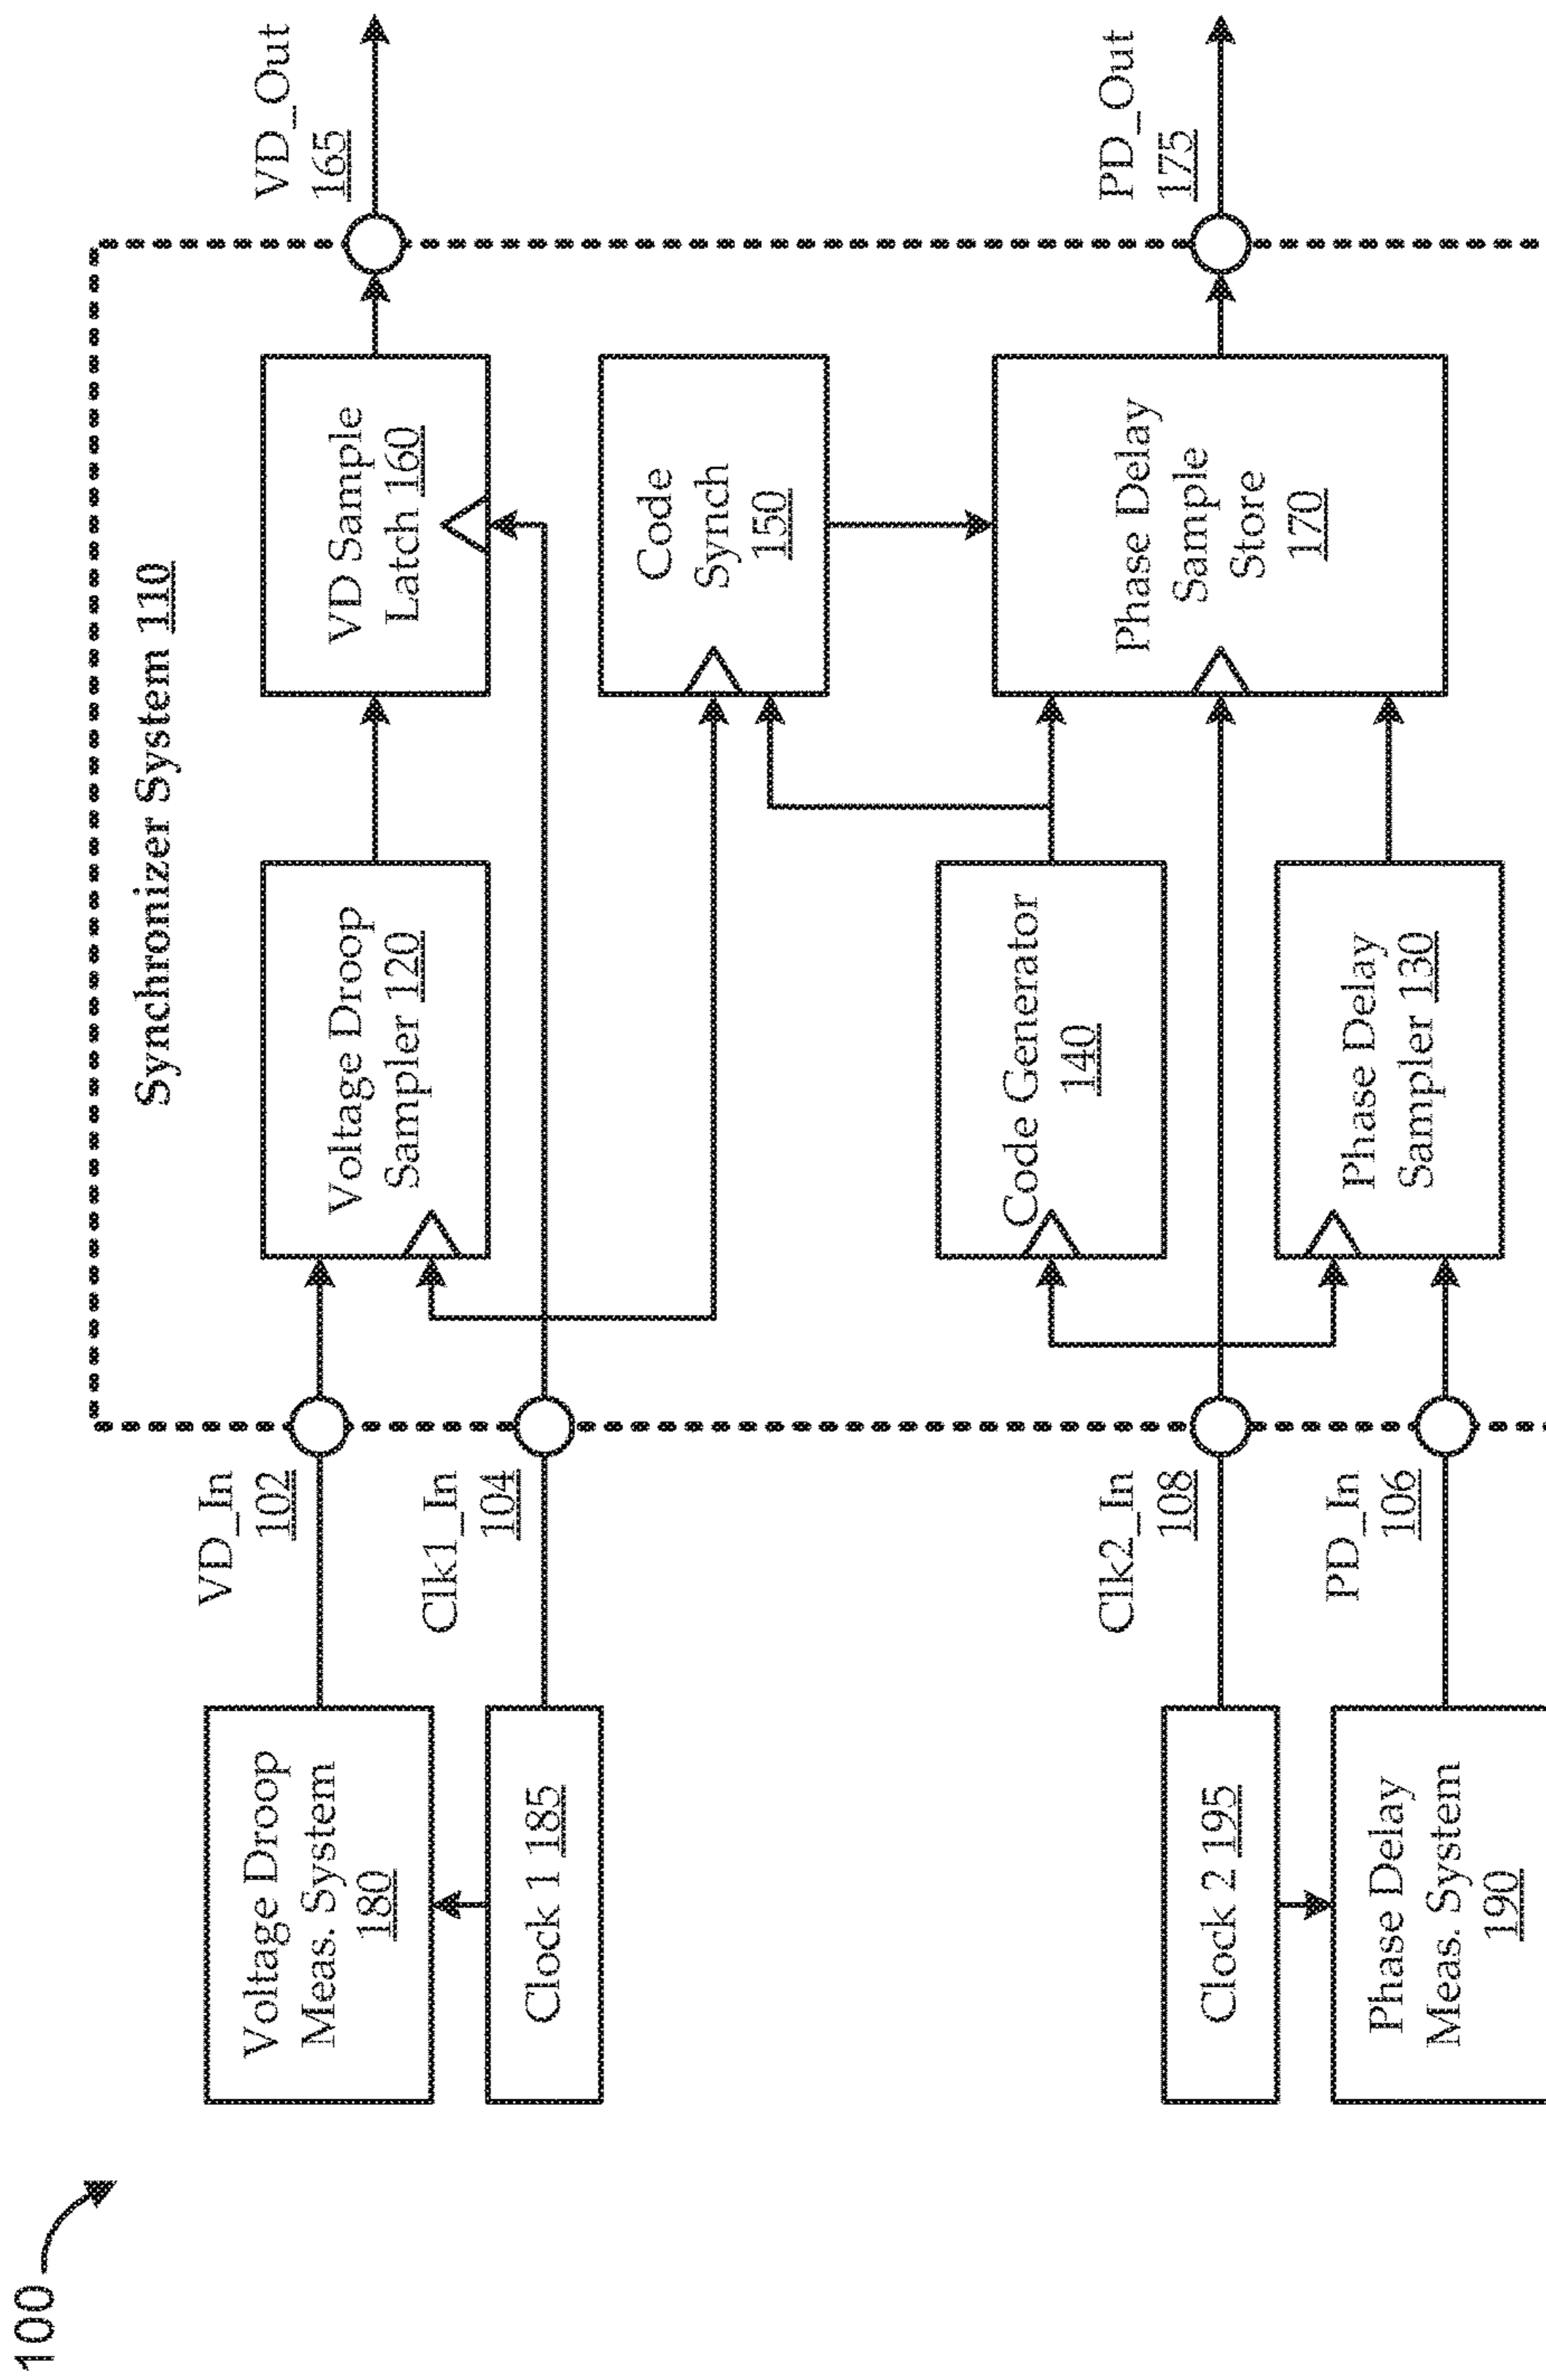 100
Synchronizer System 110
Voltage Droop
Meas. System
180
Clock 1 185
VD_In
102
Clk1_In
104
Voltage Droop
Sampler 120
VD Sample
Latch 160
VD_Out
165
Code
Synch
150
Clock 2 195
Phase Delay
Meas. System
190
Clk2_In
108
PD_In
106
Code Generator
140
Phase Delay
Sampler 130
Phase Delay
Sample
Store
170
PD_Out
175